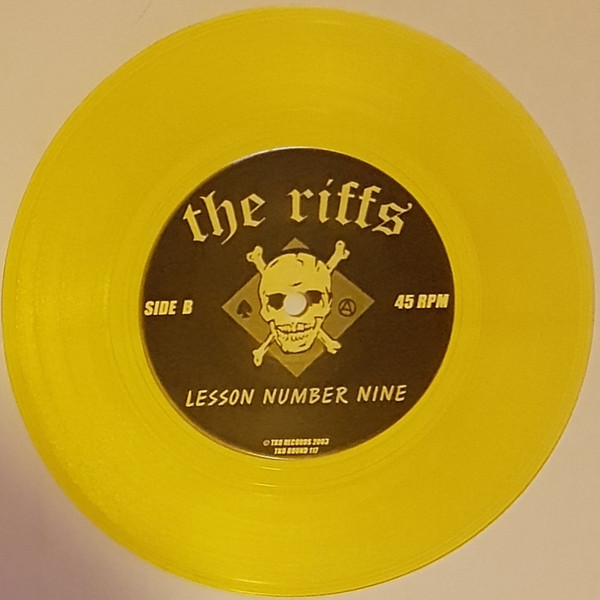 the riffs
SIDE B
45 RPM
LESSON NUMBER NINE
© TKO RECORDS 2003
TKO ROUND 117